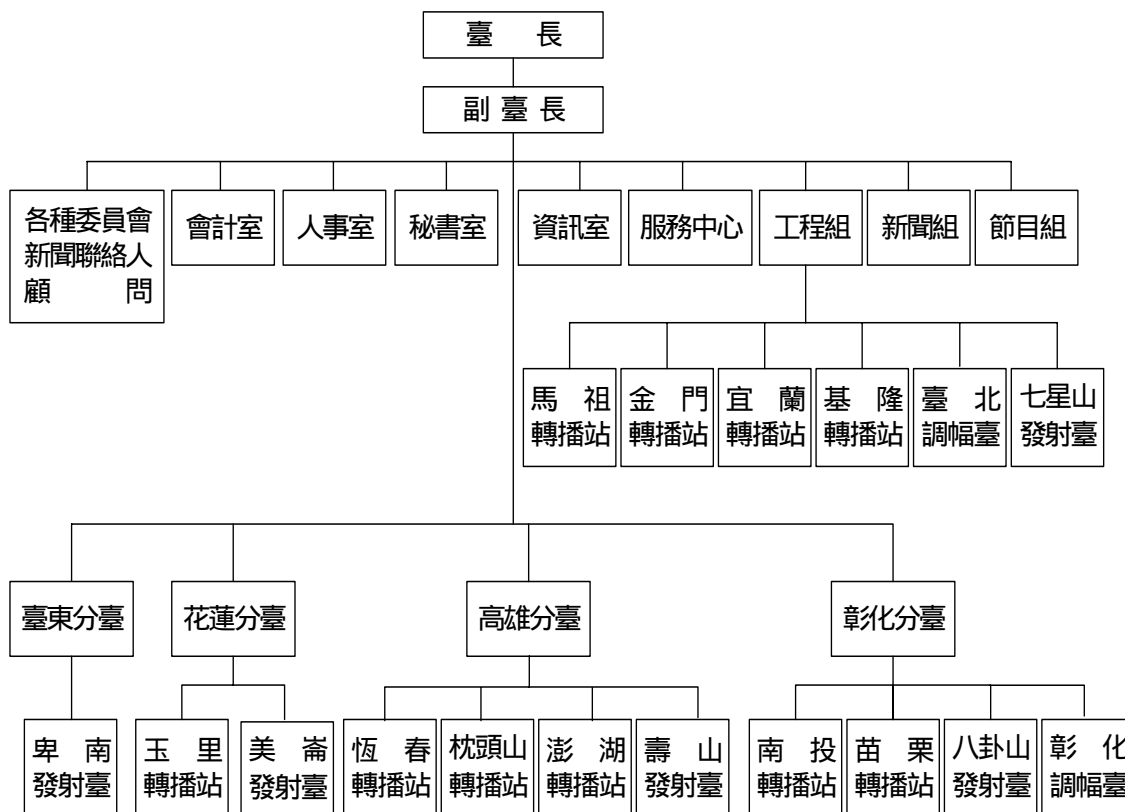 臺長
副臺長
各種委員會
新聞聯絡人
顧問
會計室
人事室
秘書室
資訊室
服務中心
工程組
新聞組
節目組
馬祖
轉播站
金門
轉播站
宜蘭
轉播站
基隆
轉播站
臺北
調幅臺
七星山
發射臺
臺東分臺
花蓮分臺
高雄分臺
彰化分臺
卑南
發射臺
玉里
轉播站
美崙
發射臺
恆春
轉播站
枕頭山
轉播站
澎湖
轉播站
壽山
發射臺
南投
轉播站
苗栗
轉播站
八卦山
發射臺
彰化
調幅臺